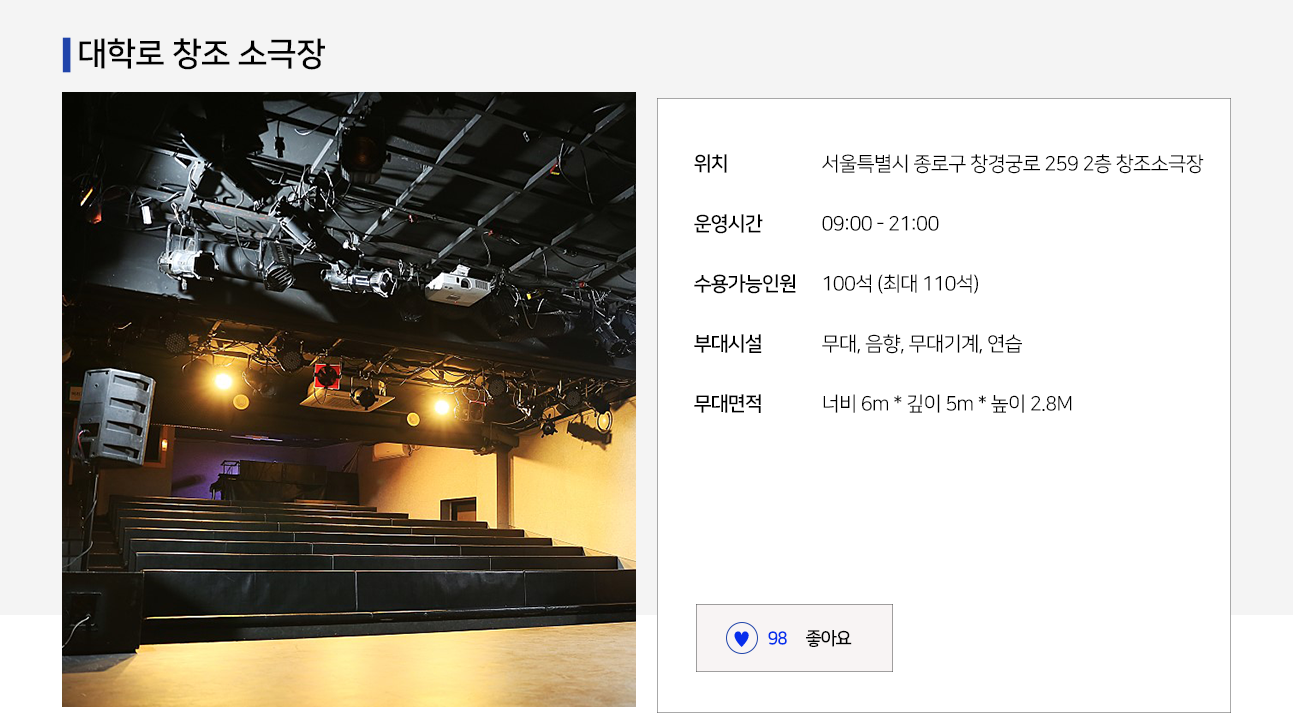 대학로 창조 소극장
위치 서울특별시 종로구 창경궁로 259 2층 창조소극장
운영시간 09:00 - 21:00
수용가능인원 100석 (최대 110석)
부대시설 무대, 음향, 무대기계, 연습
무대면적 너비 6m * 깊이 5m * 높이 2.8M
98 좋아요